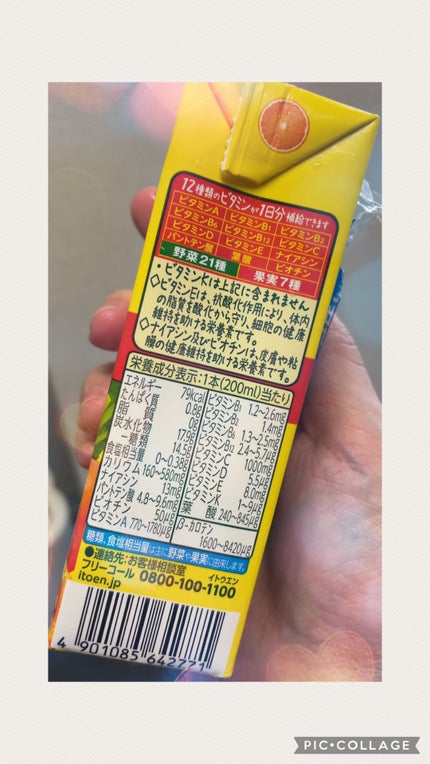 12種類のビタミンが1日分補給できます
ビタミンA ビタミンB1 ビタミンB2
ビタミンB6 ビタミンB12 ビタミンC
ビタミンD ビタミンE ナイアシン
パントテン酸 葉酸 ビオチン
野菜21種 果実7種
・ビタミンKは上記に含まれません
◇ビタミンEは、抗酸化作用により、体内
の脂質を酸化から守り、細胞の健康
維持を助ける栄養素です。
◇ナイアシン及びビオチンは、皮膚や粘
膜の健康維持を助ける栄養素です。
栄養成分表示:1本(200ml)当たり
エネルギー 79kcal
たんぱく質 0.8g
脂質 0g
炭水化物 17.9g
ー糖類 14.5g
食塩相当量 0~0.38g
カリウム 160~580mg
ナイアシン 13mg
パントテン酸 4.8~9.6mg
ビオチン 50μg
ビタミンA 770~1780μg
ビタミンB1 1.2~2.6mg
ビタミンB2 1.4mg
ビタミンB6 1.3~2.5mg
ビタミンB12 2.4~5.7μg
ビタミンC 1000mg
ビタミンD 5.5μg
ビタミンE 8.0mg
ビタミンK 1~9μg
葉酸 240~845μg
β-カロテン
1600~8420μg
糖類、食塩相当量は主に野菜や果実に由来します。
●連絡先:お客様相談室
フリーコール 0800-100-1100
イトウエン
itoen.jp
4 901085 642771
PIC•COLLAGE